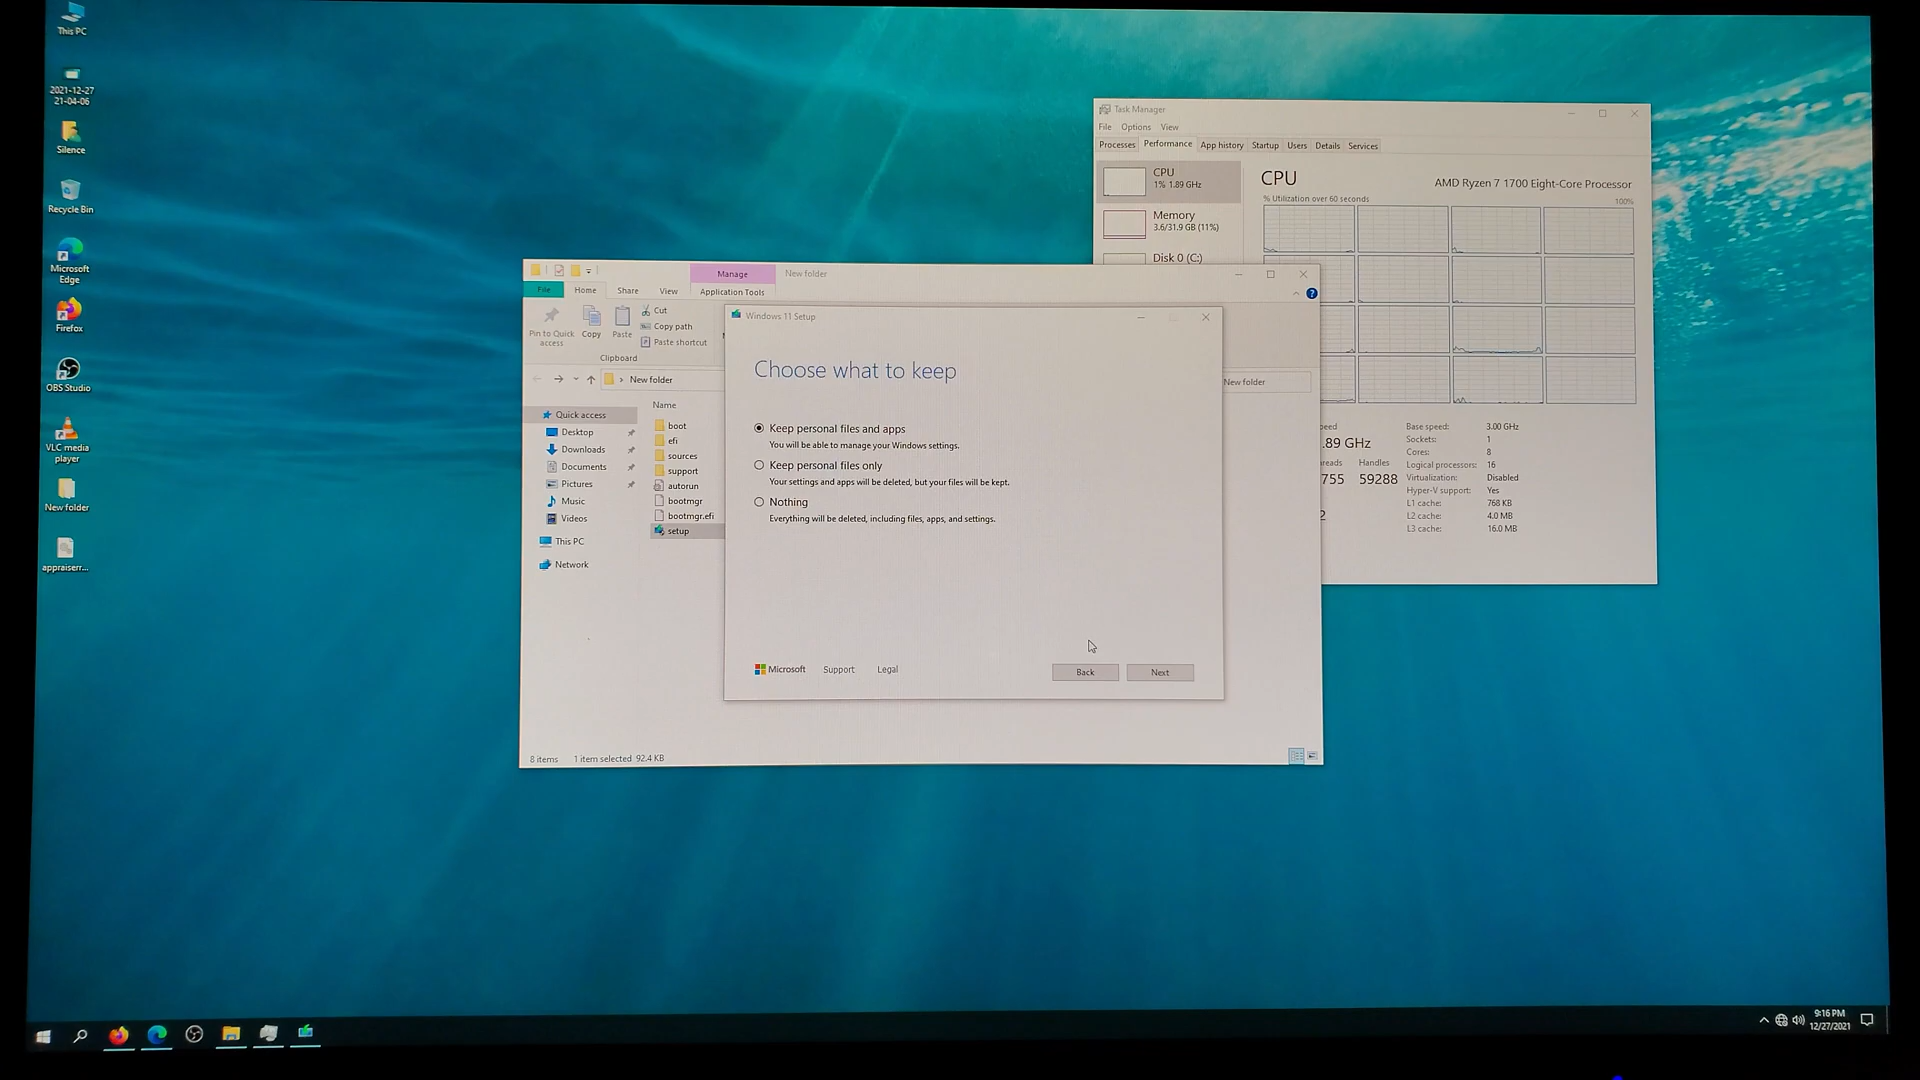 This PC
2021-12-27
21-04-06
Silence
Recycle Bin
Microsoft
Edge
Firefox
OBS Studio
VLC media
player
New folder
appraiserr...
Task Manager
File Options View
Processes Performance App history Startup Users Details Services
CPU
1% 1.89 GHz
Memory
3.6/31.9 GB (11%)
Disk 0 (C:)
CPU
AMD Ryzen 7 1700 Eight-Core Processor
% Utilization over 60 seconds
100%
peed
.89 GHz
reads Handles
755 59288
2
Base speed: 3.00 GHz
Sockets: 1
Cores: 8
Logical processors: 16
Virtualization: Disabled
Hyper-V support: Yes
L1 cache: 768 KB
L2 cache: 4.0 MB
L3 cache: 16.0 MB
Manage
New folder
File Home Share View Application Tools
Pin to Quick
access
Copy
Paste
Cut
Copy path
Paste shortcut
Clipboard
New folder
New folder
Quick access
Desktop
Downloads
Documents
Pictures
Music
Videos
This PC
Network
Name
boot
efi
sources
support
autorun
bootmgr
bootmgr.efi
setup
8 items 1 item selected 92.4 KB
Windows 11 Setup
Choose what to keep
Keep personal files and apps
You will be able to manage your Windows settings.
Keep personal files only
Your settings and apps will be deleted, but your files will be kept.
Nothing
Everything will be deleted, including files, apps, and settings.
Microsoft Support Legal
Back Next
9:16 PM
12/27/2021